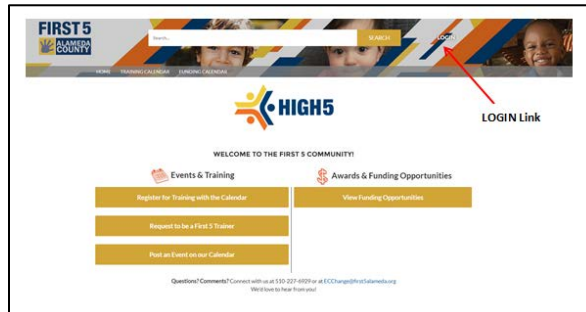 FIRST 5
ALAMEDA
COUNTY
Search...
SEARCH
LOGIN
HOME TRAINING CALENDAR FUNDING CALENDAR
LOGIN Link
HIGH5
WELCOME TO THE FIRST 5 COMMUNITY!
Events & Training
Awards & Funding Opportunities
Register for Training with the Calendar
View Funding Opportunities
Request to be a First 5 Trainer
Post an Event on our Calendar
Questions? Comments? Connect with us at 510-227-6929 or at ECChange@first5alameda.org
We'd love to hear from you!